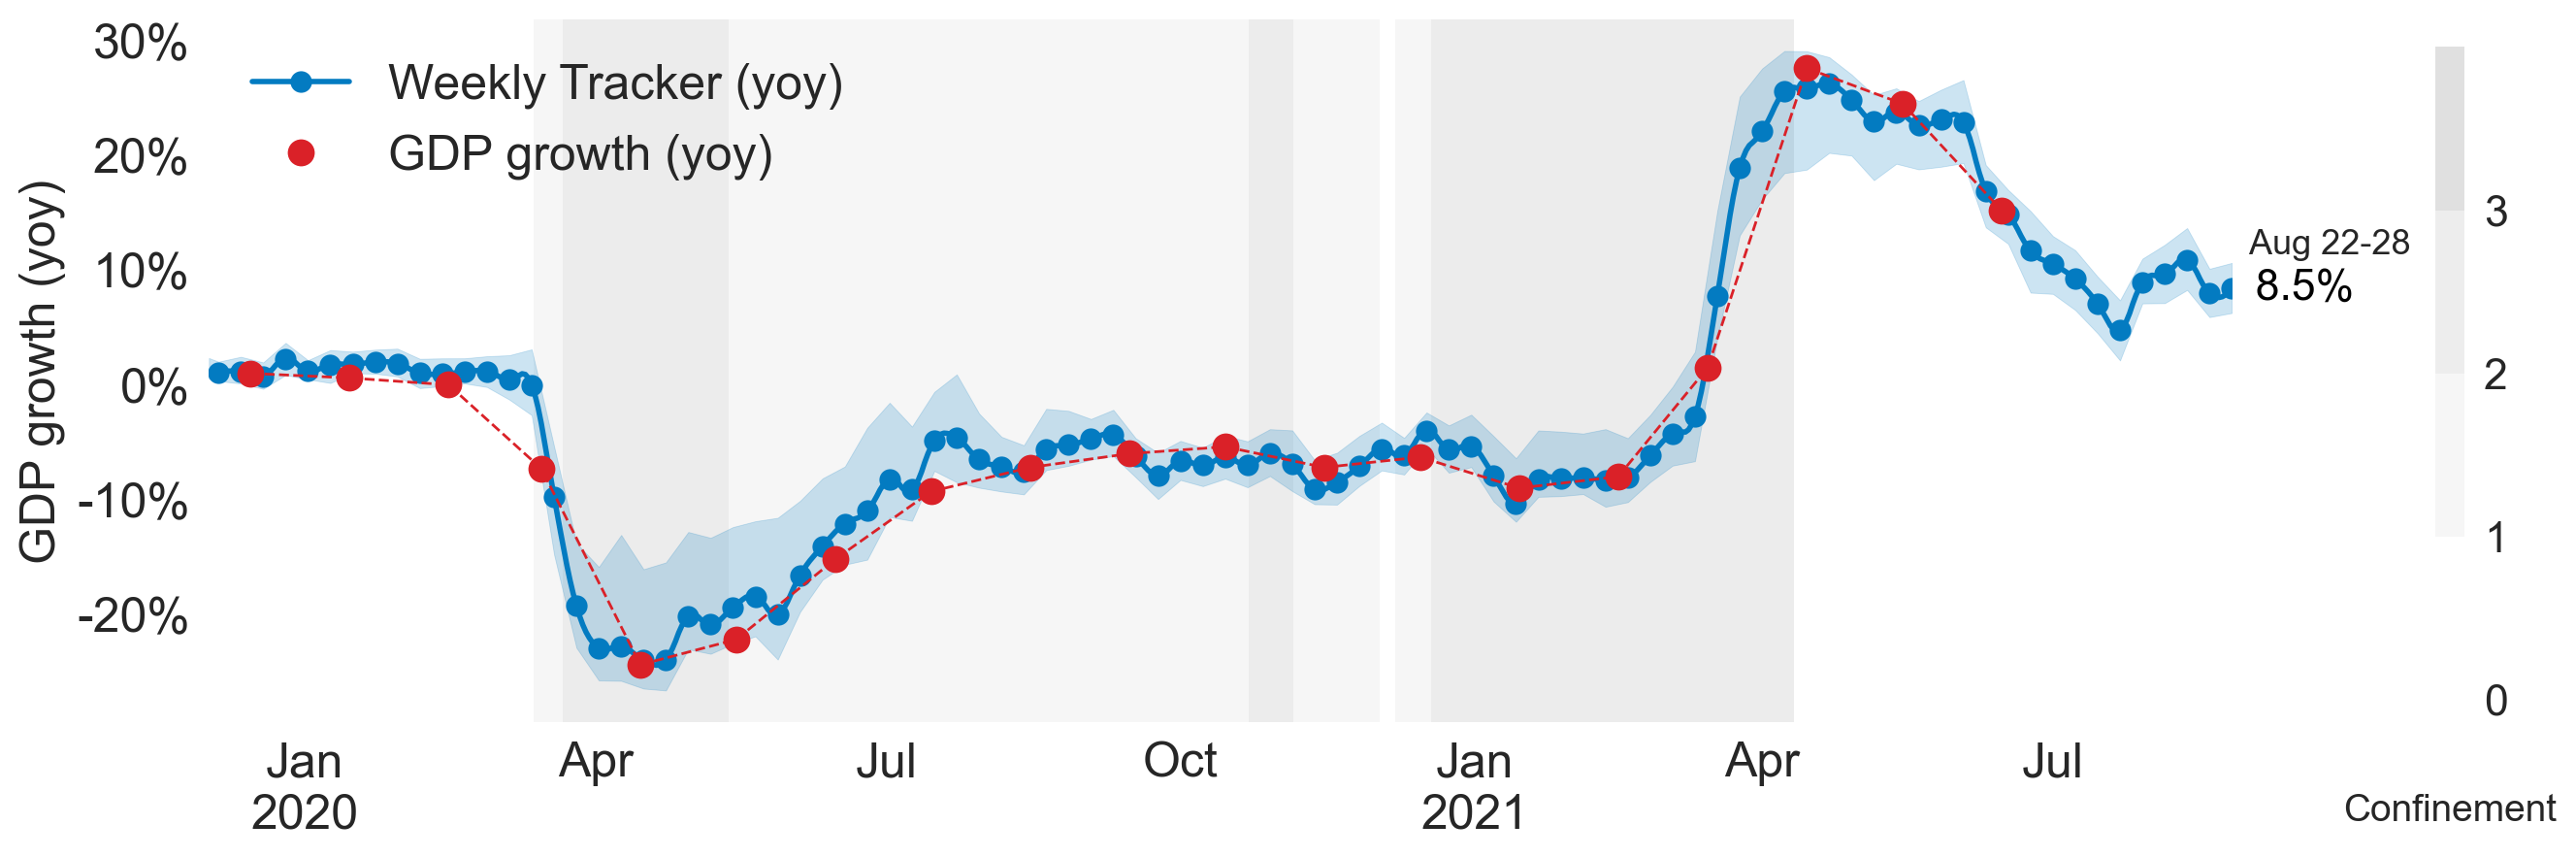 30%
20%
10%
0%
-10%
-20%
GDP growth (yoy)
Weekly Tracker (yoy)
GDP growth (yoy)
Aug 22-28
8.5%
3
2
1
0
Jan Apr Jul Oct Jan Apr Jul
2020 2021
Confinement